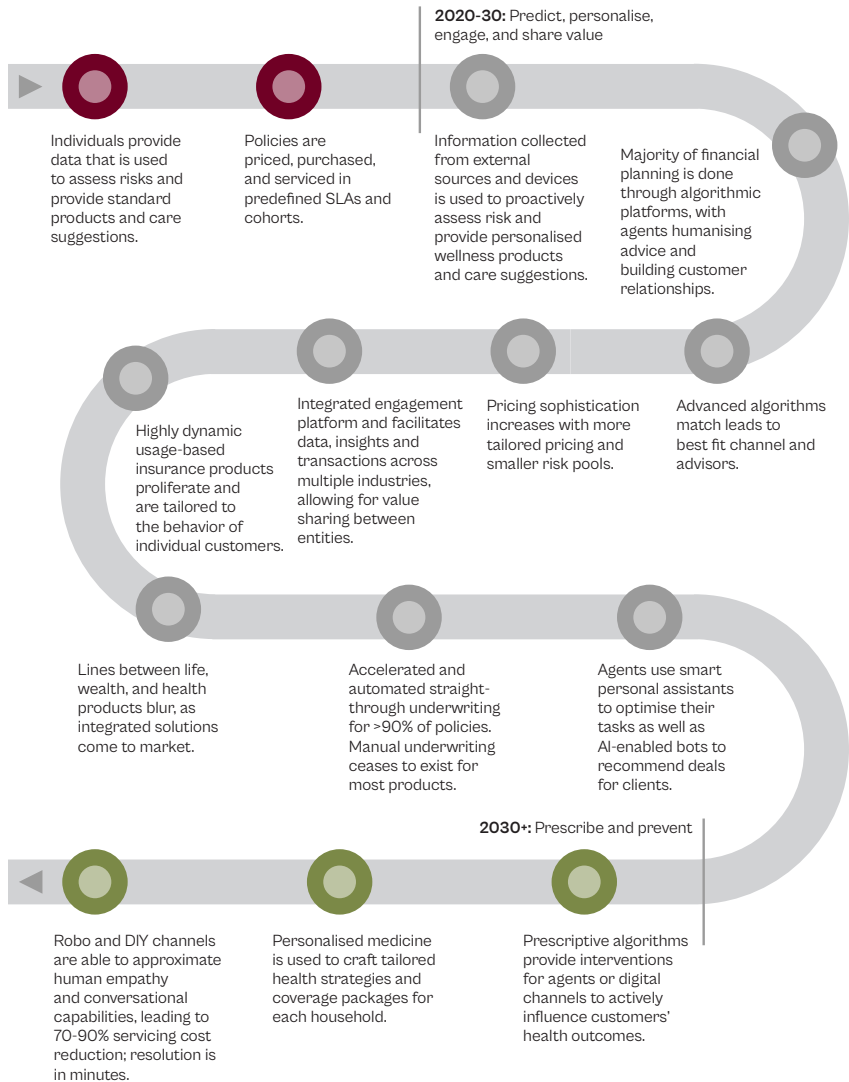 2020-30: Predict, personalise,
engage, and share value
Individuals provide
data that is used
to assess risks and
provide standard
products and care
suggestions.
Policies are
priced, purchased,
and serviced in
predefined SLAs and
cohorts.
Information collected
from external
sources and devices
is used to proactively
assess risk and
provide personalised
wellness products
and care suggestions.
Majority of financial
planning is done
through algorithmic
platforms, with
agents humanising
advice and
building customer
relationships.
Advanced algorithms
match leads to
best fit channel and
advisors.
Pricing sophistication
increases with more
tailored pricing and
smaller risk pools.
Integrated engagement
platform and facilitates
data, insights and
transactions across
multiple industries,
allowing for value
sharing between
entities.
Highly dynamic
usage-based
insurance products
proliferate and
are tailored to
the behavior of
individual customers.
Lines between life,
wealth, and health
products blur, as
integrated solutions
come to market.
Accelerated and
automated straight-
through underwriting
for >90% of policies.
Manual underwriting
ceases to exist for
most products.
Agents use smart
personal assistants
to optimise their
tasks as well as
AI-enabled bots to
recommend deals
for clients.
2030+: Prescribe and prevent
Prescriptive algorithms
provide interventions
for agents or digital
channels to actively
influence customers’
health outcomes.
Personalised medicine
is used to craft tailored
health strategies and
coverage packages for
each household.
Robo and DIY channels
are able to approximate
human empathy
and conversational
capabilities, leading to
70-90% servicing cost
reduction; resolution is
in minutes.